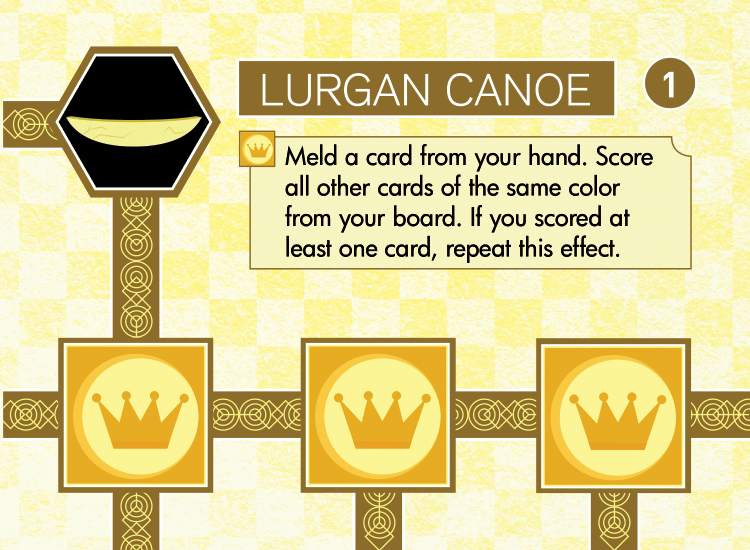 LURGAN CANOE
1
Meld a card from your hand. Score
all other cards of the same color
from your board. If you scored at
least one card, repeat this effect.